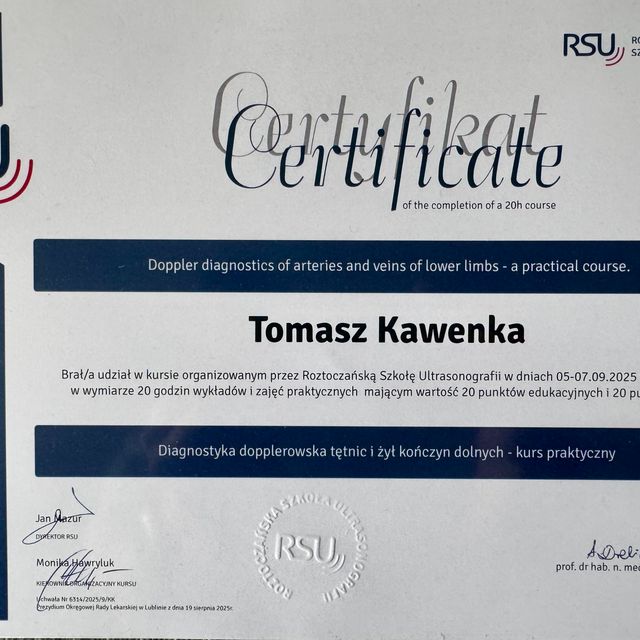 RSU
Certyfikat
Certificate
of the completion of a 20h course
Doppler diagnostics of arteries and veins of lower limbs - a practical course.
Tomasz Kawenka
Brał/a udział w kursie organizowanym przez Roztoczańską Szkołę Ultrasonografii w dniach 05-07.09.2025
w wymiarze 20 godzin wykładów i zajęć praktycznych mającym wartość 20 punktów edukacyjnych i 20
Diagnostyka dopplerowska tętnic i żył kończyn dolnych - kurs praktyczny
Jan Mazur
DYREKTOR RSU
Monika Hawryluk
KIEROWNIK ORGANIZACYJNY KURSU
Uchwała Nr 6314/2025/9/KK
Prezydium Okręgowej Rady Lekarskiej w Lublinie z dnia 19 sierpnia 2025r.
ROZTOCZAŃSKA SZKOŁA ULTRASONOGRAFII
RSU
prof. dr hab. n. med